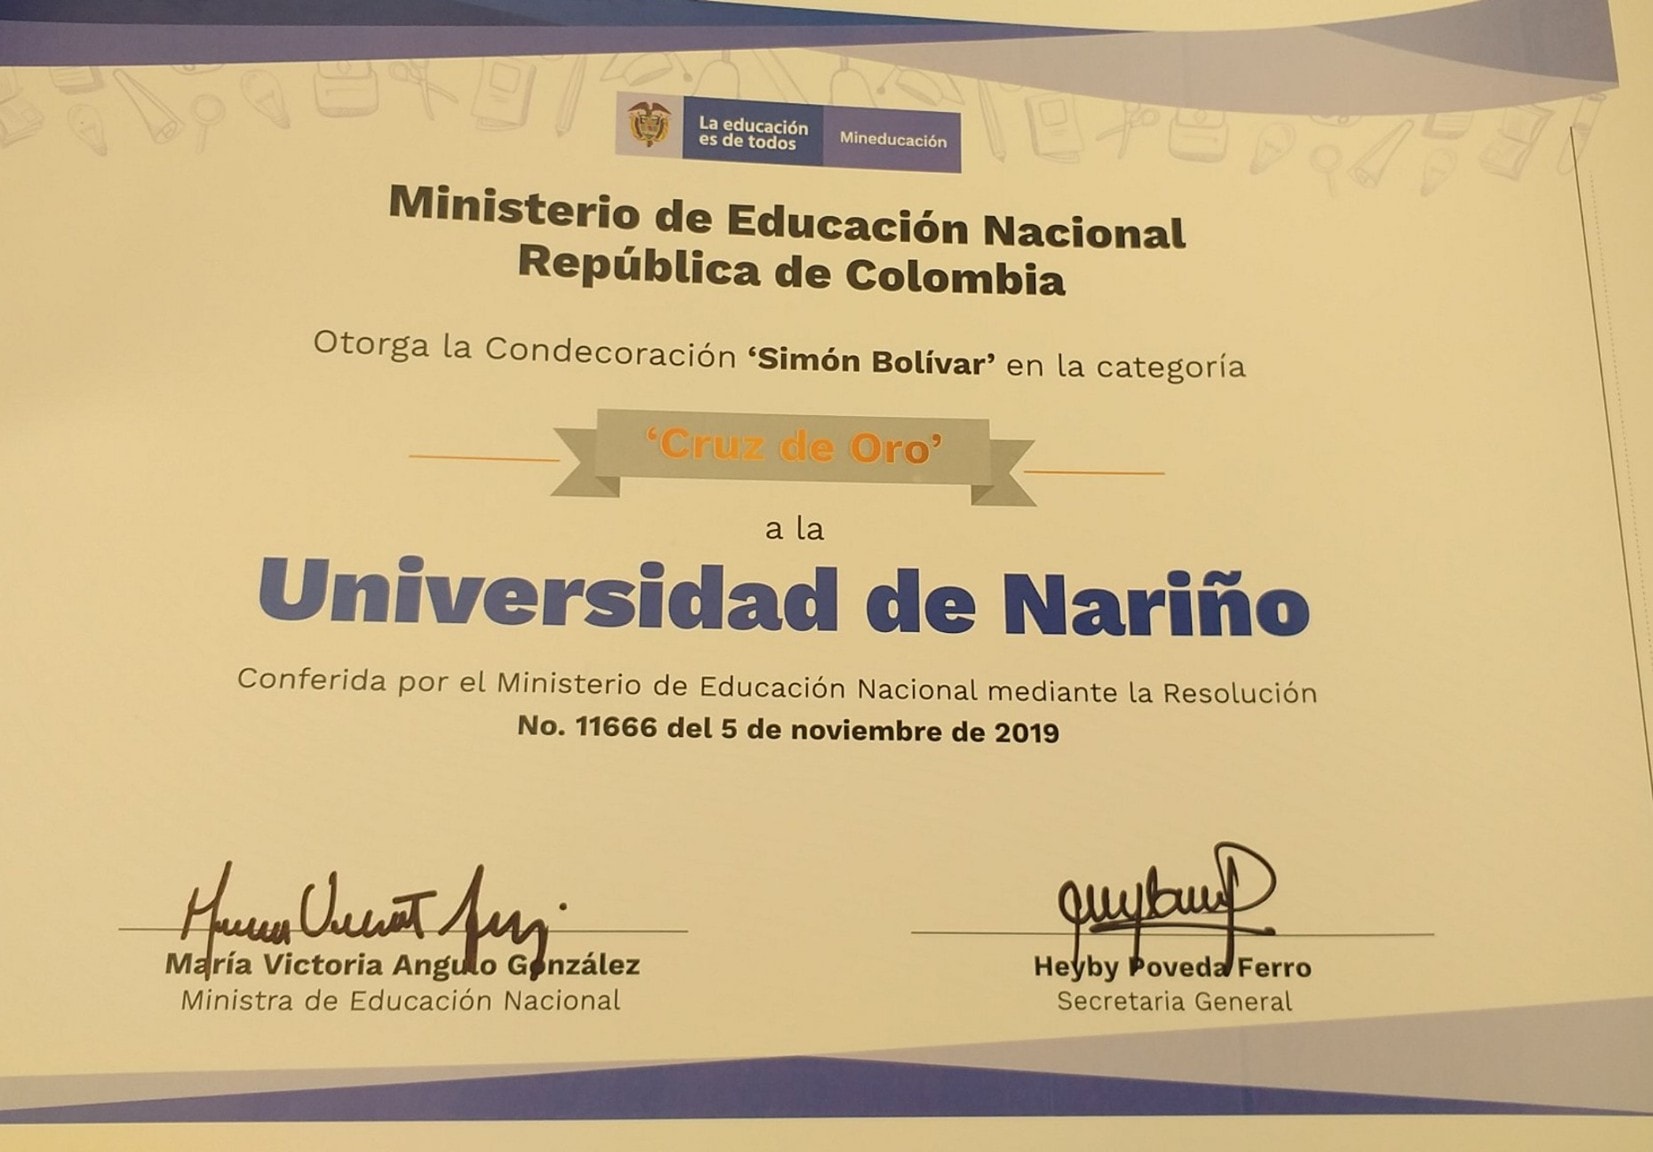 La educación
es de todos
Mineducación
Ministerio de Educación Nacional
República de Colombia
Otorga la Condecoración ‘Simón Bolívar’ en la categoría
‘Cruz de Oro’
a la
Universidad de Nariño
Conferida por el Ministerio de Educación Nacional mediante la Resolución
No. 11666 del 5 de noviembre de 2019
María Victoria Angulo González
Ministra de Educación Nacional
Heyby Poveda Ferro
Secretaria General